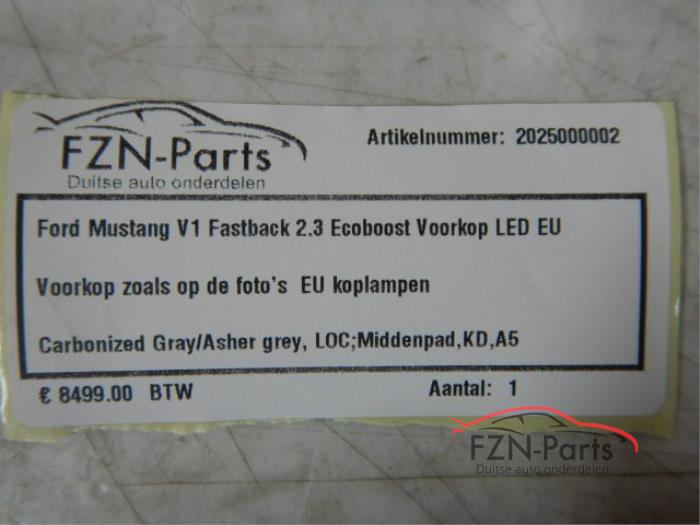 FZN-Parts
Duitse auto onderdelen
Artikelnummer: 2025000002
Ford Mustang V1 Fastback 2.3 Ecoboost Voorkop LED EU
Voorkop zoals op de foto's EU koplampen
Carbonized Gray/Asher grey, LOC;Middenpad,KD,A5
€ 8499.00 BTW
Aantal: 1
FZN-Parts
Duitse auto onderdelen